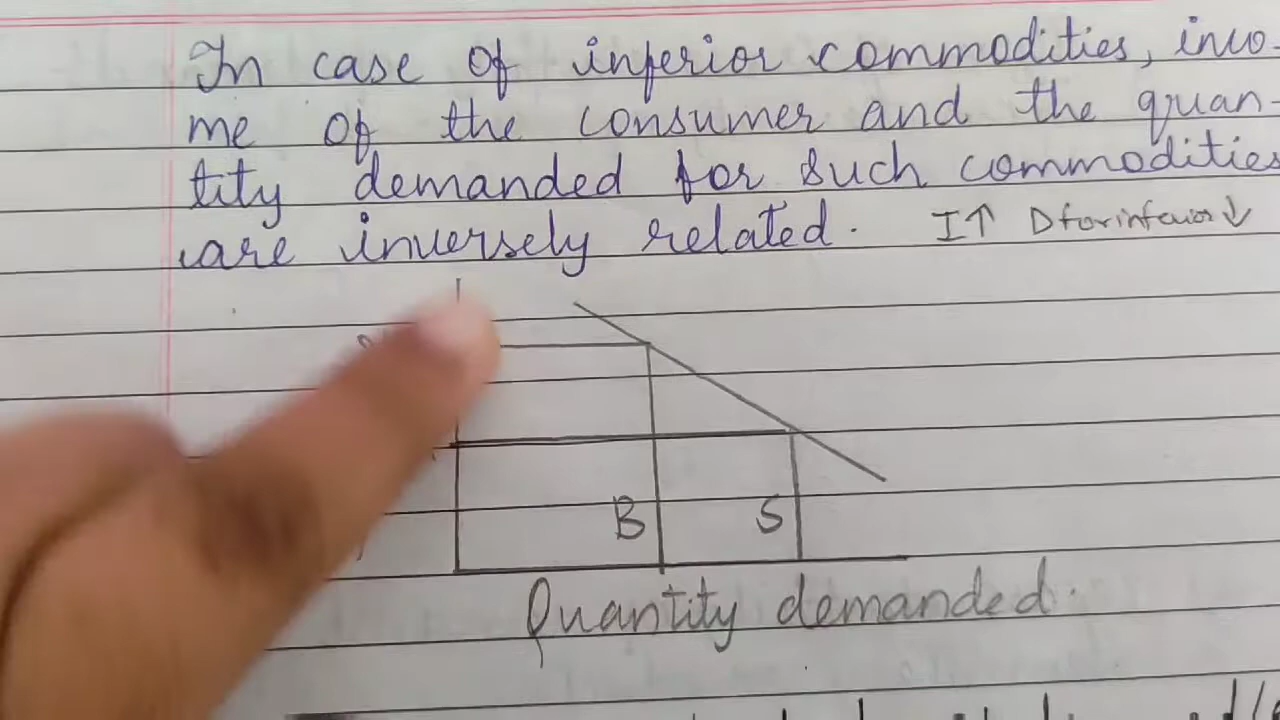 In case of inferior commodities, inco-
me of the consumer and the quan-
tity demanded for such commodities
are inversely related. I↑ D for inferior ↓
B S
Quantity demanded.